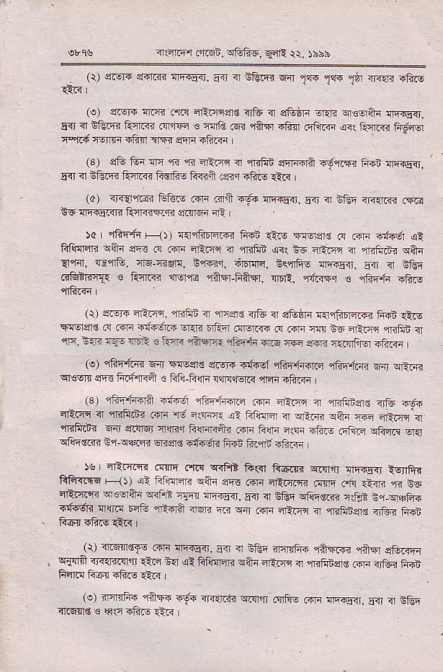 ৩৮৭৬ বাংলাদেশ গেজেট, অতিরিক্ত, জুলাই ২২, ১৯৯৯
(২) প্রত্যেক প্রকারের মাদকদ্রব্য, দ্রব্য বা উদ্ভিদের জন্য পৃথক পৃথক পৃষ্ঠা ব্যবহার করিতে
হইবে।
(৩) প্রত্যেক মাসের শেষে লাইসেন্সপ্রাপ্ত ব্যক্তি বা প্রতিষ্ঠান তাহার আওতাধীন মাদকদ্রব্য,
দ্রব্য বা উদ্ভিদের হিসাবের যোগফল ও সমাপ্তি জের পরীক্ষা করিয়া দেখিবেন এবং হিসাবের নির্ভুলতা
সম্পর্কে সত্যায়ন করিয়া স্বাক্ষর প্রদান করিবেন।
(৪) প্রতি তিন মাস পর পর লাইসেন্স বা পারমিট প্রদানকারী কর্তৃপক্ষের নিকট মাদকদ্রব্য,
দ্রব্য বা উদ্ভিদের হিসাবের বিস্তারিত বিবরণী প্রেরণ করিতে হইবে।
(৫) ব্যবস্থাপত্রের ভিত্তিতে কোন রোগী কর্তৃক মাদকদ্রব্য, দ্রব্য বা উদ্ভিদ ব্যবহারের ক্ষেত্রে
উক্ত মাদকদ্রব্যের হিসাবরক্ষণের প্রয়োজন নাই।
১৫। পরিদর্শন।—(১) মহাপরিচালকের নিকট হইতে ক্ষমতাপ্রাপ্ত যে কোন কর্মকর্তা এই
বিধিমালার অধীন প্রদত্ত যে কোন লাইসেন্স বা পারমিট এবং উক্ত লাইসেন্স বা পারমিটের অধীন
স্থাপনা, যন্ত্রপাতি, সাজ-সরঞ্জাম, উপকরণ, কাঁচামাল, উৎপাদিত মাদকদ্রব্য, দ্রব্য বা উদ্ভিদ
রেজিষ্টারসমূহ ও হিসাবের খাতাপত্র পরীক্ষা-নিরীক্ষা, যাচাই, পর্যবেক্ষণ ও পরিদর্শন করিতে
পারিবেন।
(২) প্রত্যেক লাইসেন্স, পারমিট বা পাসপ্রাপ্ত ব্যক্তি বা প্রতিষ্ঠান মহাপরিচালকের নিকট হইতে
ক্ষমতাপ্রাপ্ত যে কোন কর্মকর্তাকে তাহার চাহিদা মোতাবেক যে কোন সময় উক্ত লাইসেন্স পারমিট বা
পাস, উহার মজুত যাচাই ও হিসাব পরীক্ষাসহ পরিদর্শন কাজে সকল প্রকার সহযোগিতা করিবেন।
(৩) পরিদর্শনের জন্য ক্ষমতাপ্রাপ্ত প্রত্যেক কর্মকর্তা পরিদর্শনকালে পরিদর্শনের জন্য আইনের
আওতায় প্রদত্ত নির্দেশাবলী ও বিধি-বিধান যথাযথভাবে পালন করিবেন।
(৪) পরিদর্শনকারী কর্মকর্তা পরিদর্শনকালে কোন লাইসেন্স বা পারমিটপ্রাপ্ত ব্যক্তি কর্তৃক
লাইসেন্স বা পারমিটের কোন শর্ত লংঘনসহ এই বিধিমালা বা আইনের অধীন সকল লাইসেন্স বা
পারমিটের জন্য প্রযোজ্য সাধারণ বিধানাবলীর কোন বিধান লংঘন করিতে দেখিলে অবিলম্বে তাহা
অধিদপ্তরের উপ-অঞ্চলের ভারপ্রাপ্ত কর্মকর্তার নিকট রিপোর্ট করিবেন।
১৬। লাইসেন্সের মেয়াদ শেষে অবশিষ্ট কিংবা বিক্রয়ের অযোগ্য মাদকদ্রব্য ইত্যাদির
বিলিবন্দেজ।—(১) এই বিধিমালার অধীন প্রদত্ত কোন লাইসেন্সের মেয়াদ শেষ হইবার পর উক্ত
লাইসেন্সের আওতাধীন অবশিষ্ট সমুদয় মাদকদ্রব্য, দ্রব্য বা উদ্ভিদ অধিদপ্তরের সংশ্লিষ্ট উপ-আঞ্চলিক
কর্মকর্তার মাধ্যমে চলতি পাইকারী বাজার দরে অন্য কোন লাইসেন্স বা পারমিটপ্রাপ্ত ব্যক্তির নিকট
বিক্রয় করিতে হইবে।
(২) বাজেয়াপ্তকৃত কোন মাদকদ্রব্য, দ্রব্য বা উদ্ভিদ রাসায়নিক পরীক্ষকের পরীক্ষা প্রতিবেদন
অনুযায়ী ব্যবহারযোগ্য হইলে উহা এই বিধিমালার অধীন লাইসেন্স বা পারমিটপ্রাপ্ত কোন ব্যক্তির নিকট
নিলামে বিক্রয় করিতে হইবে।
(৩) রাসায়নিক পরীক্ষক কর্তৃক ব্যবহারের অযোগ্য ঘোষিত কোন মাদকদ্রব্য, দ্রব্য বা উদ্ভিদ
বাজেয়াপ্ত ও ধ্বংস করিতে হইবে।